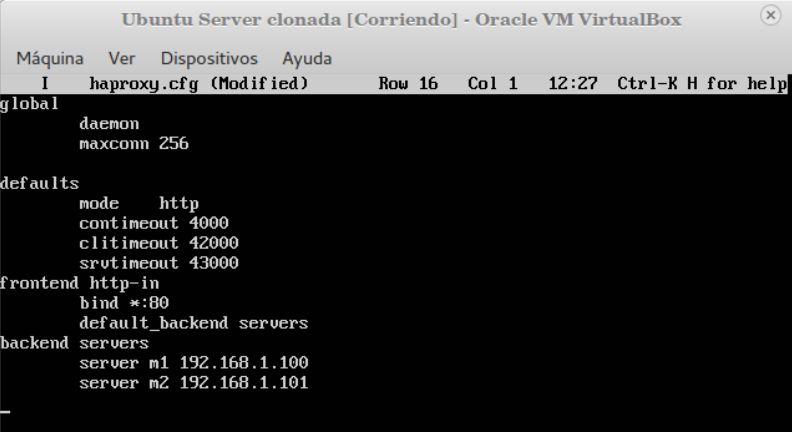 Ubuntu Server clonada [Corriendo] - Oracle VM VirtualBox
Máquina Ver Dispositivos Ayuda
I haproxy.cfg (Modified) Row 16 Col 1 12:27 Ctrl-K H for help
global
daemon
maxconn 256
defaults
mode http
contimeout 4000
clitimeout 42000
srvtimeout 43000
frontend http-in
bind *:80
default_backend servers
backend servers
server m1 192.168.1.100
server m2 192.168.1.101